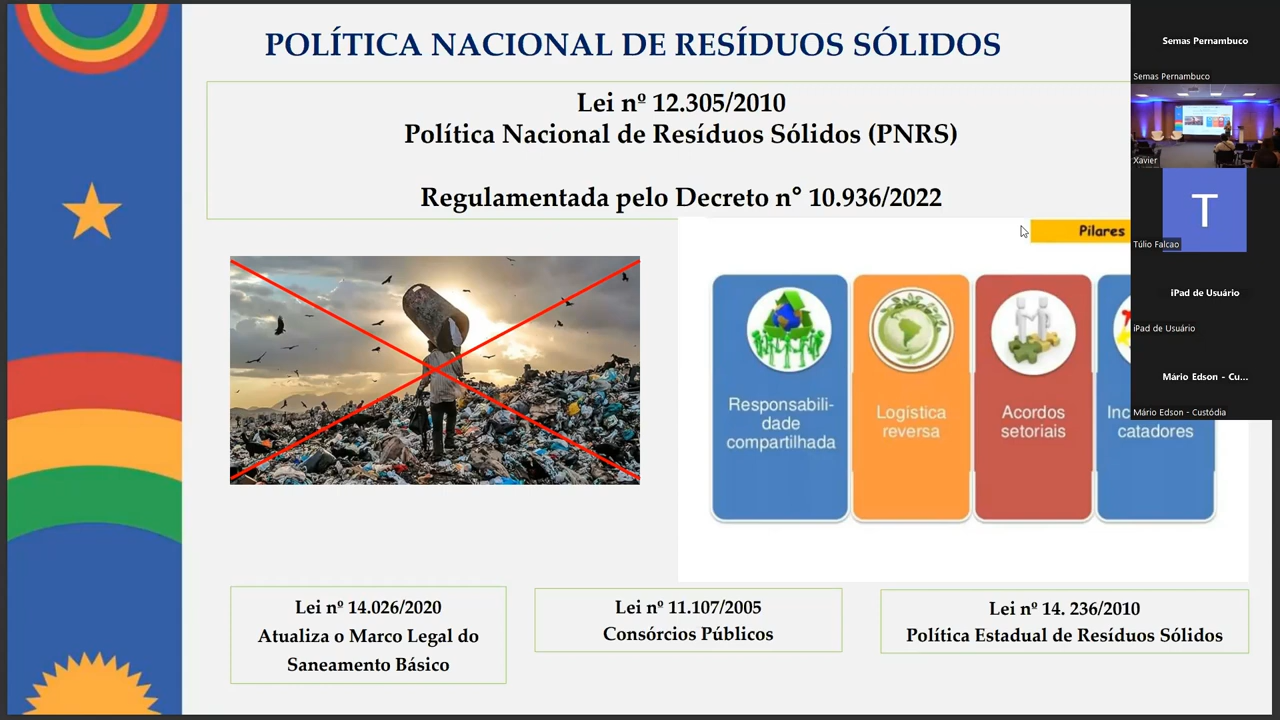 POLÍTICA NACIONAL DE RESÍDUOS SÓLIDOS
Lei nº 12.305/2010
Política Nacional de Resíduos Sólidos (PNRS)
Regulamentada pelo Decreto n° 10.936/2022
Pilares
Responsabili-
dade
compartilhada
Logística
reversa
Acordos
setoriais
catadores
Lei nº 14.026/2020
Atualiza o Marco Legal do
Saneamento Básico
Lei nº 11.107/2005
Consórcios Públicos
Lei nº 14. 236/2010
Política Estadual de Resíduos Sólidos
Semas Pernambuco
Semas Pernambuco
Xavier
T
Túlio Falcao
iPad de Usuário
iPad de Usuário
Mário Edson - Cu...
Mário Edson - Custódia